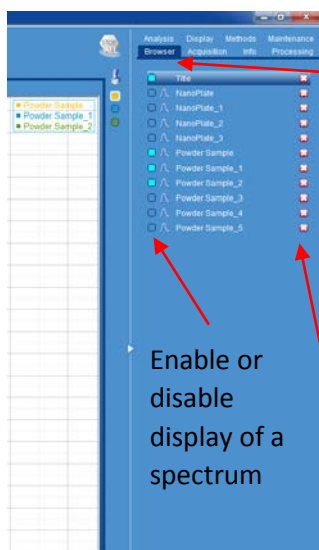 Analysis Display Methods Maintenance
Browser Acquisition Info Processing
Title
NanoPlate
NanoPlate_1
NanoPlate_2
NanoPlate_3
Powder Sample
Powder Sample_1
Powder Sample_2
Powder Sample_3
Powder Sample_4
Powder Sample_5
Powder Sample
Powder Sample_1
Powder Sample_2
Enable or
disable
display of a
spectrum